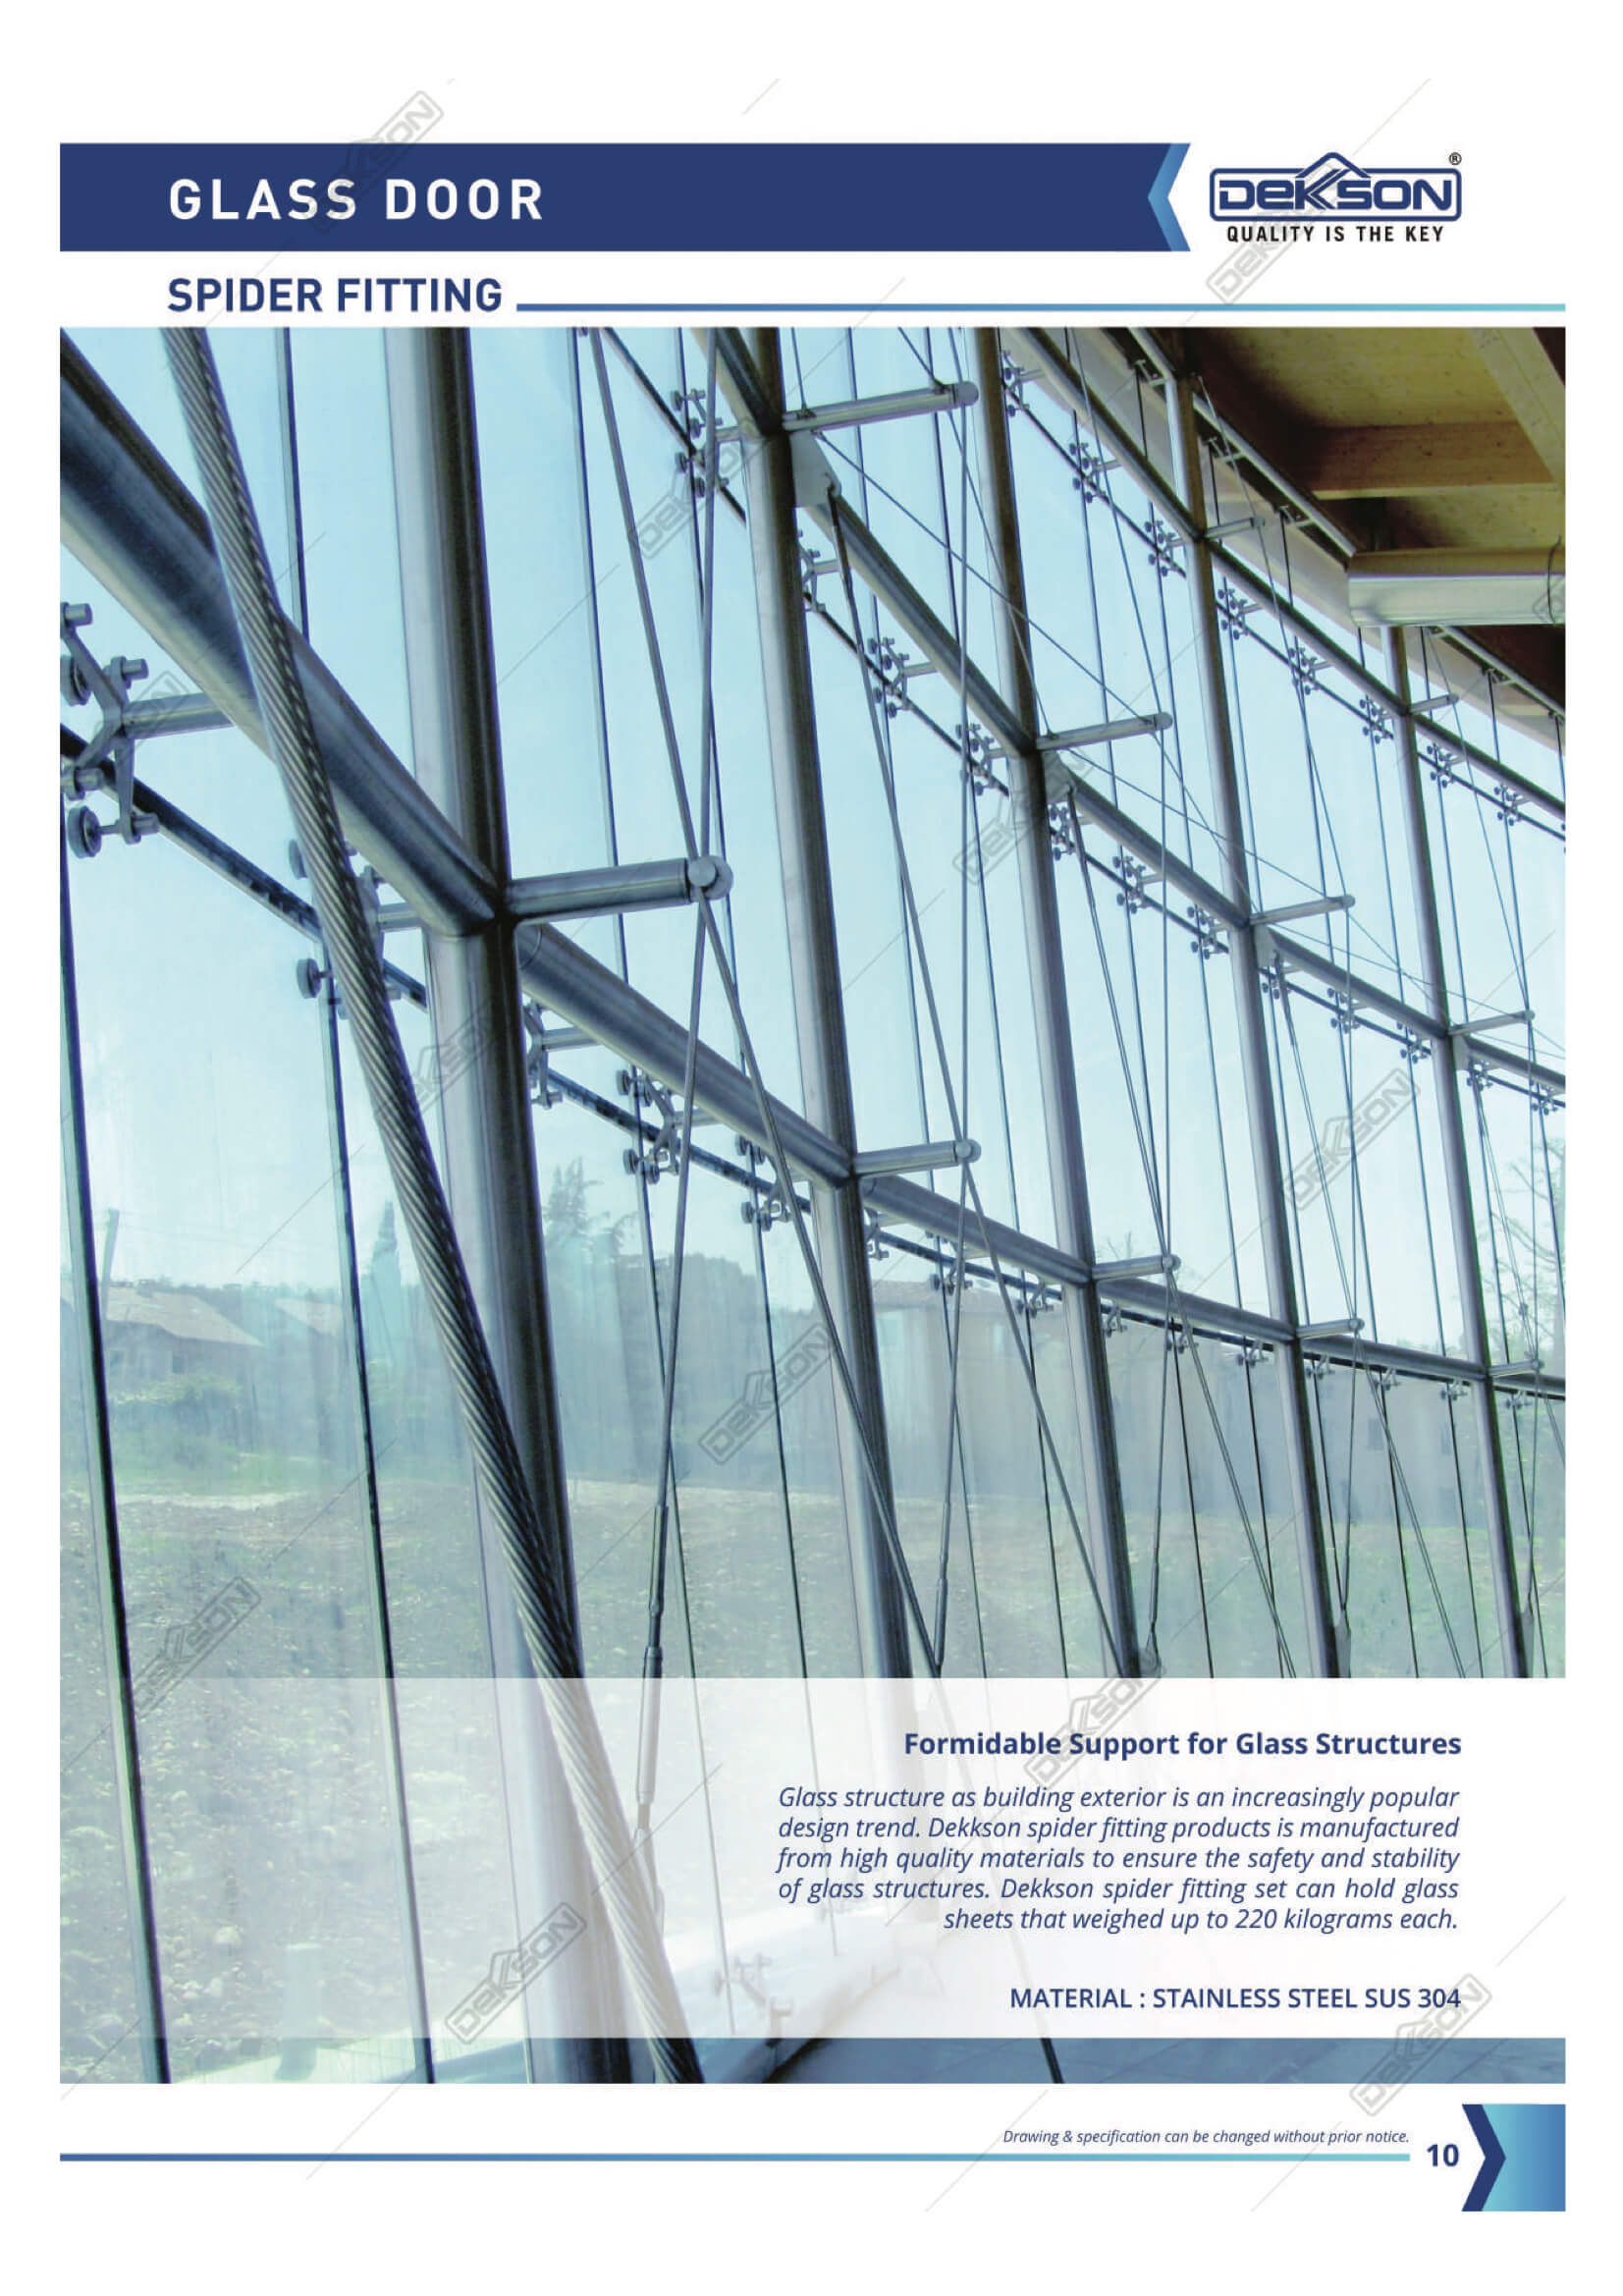 GLASS DOOR
DEKSON®
QUALITY IS THE KEY
SPIDER FITTING
Formidable Support for Glass Structures
Glass structure as building exterior is an increasingly popular
design trend. Dekkson spider fitting products is manufactured
from high quality materials to ensure the safety and stability
of glass structures. Dekkson spider fitting set can hold glass
sheets that weighed up to 220 kilograms each.
MATERIAL : STAINLESS STEEL SUS 304
Drawing & specification can be changed without prior notice.
10